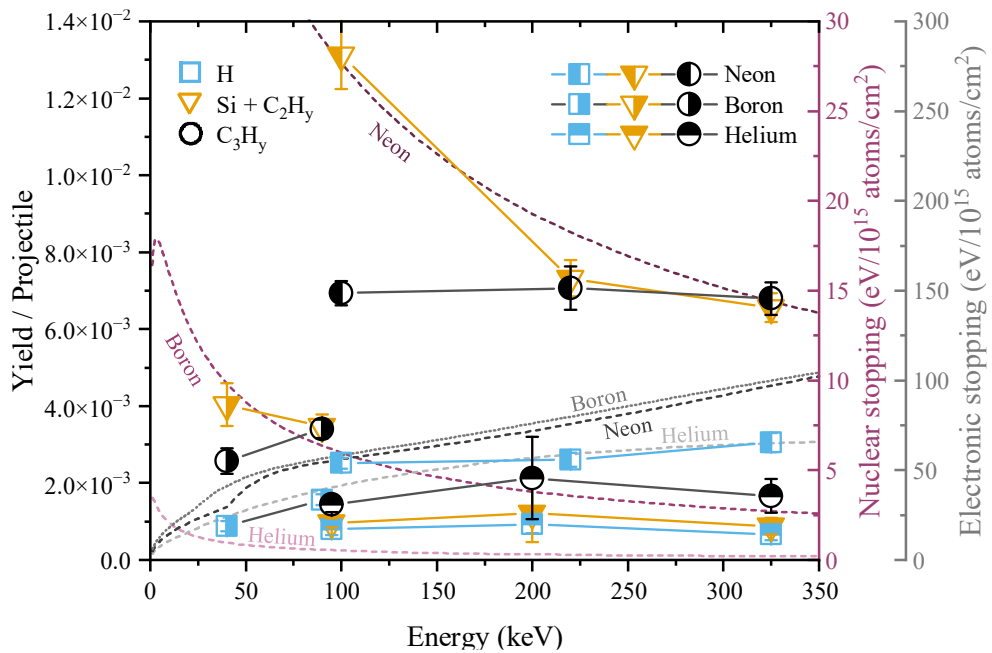 1.4×10⁻²
1.2×10⁻²
1.0×10⁻²
8.0×10⁻³
6.0×10⁻³
4.0×10⁻³
2.0×10⁻³
0.0
Yield / Projectile
H
Si + C₂Hy
C₃Hy
Neon
Boron
Helium
Neon
Boron
Boron
Neon
Helium
Helium
0
50
100
150
200
250
300
350
Energy (keV)
30
25
20
15
10
5
0
Nuclear stopping (eV/10¹⁵ atoms/cm²)
300
250
200
150
100
50
0
Electronic stopping (eV/10¹⁵ atoms/cm²)